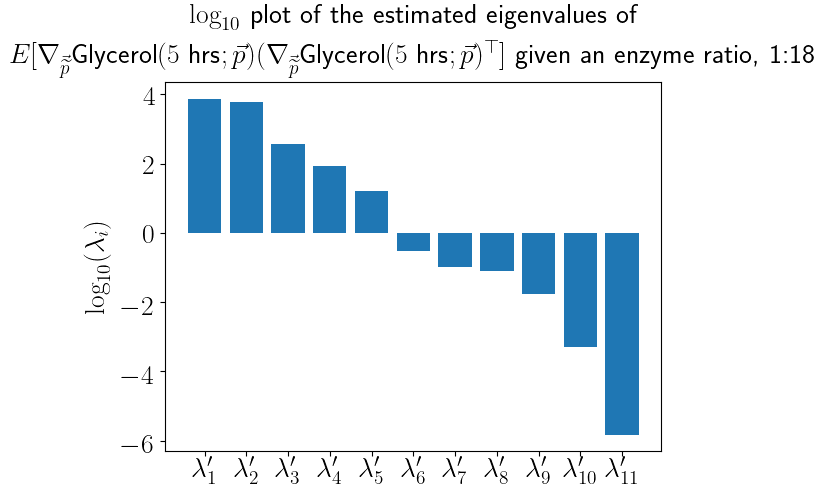 log₁₀ plot of the estimated eigenvalues of
E[∇_p̃⃗ Glycerol(5 hrs; p⃗)(∇_p̃⃗ Glycerol(5 hrs; p⃗)^⊤] given an enzyme ratio, 1:18
4
2
0
−2
−4
−6
log₁₀(λᵢ)
λ′₁ λ′₂ λ′₃ λ′₄ λ′₅ λ′₆ λ′₇ λ′₈ λ′₉ λ′₁₀ λ′₁₁